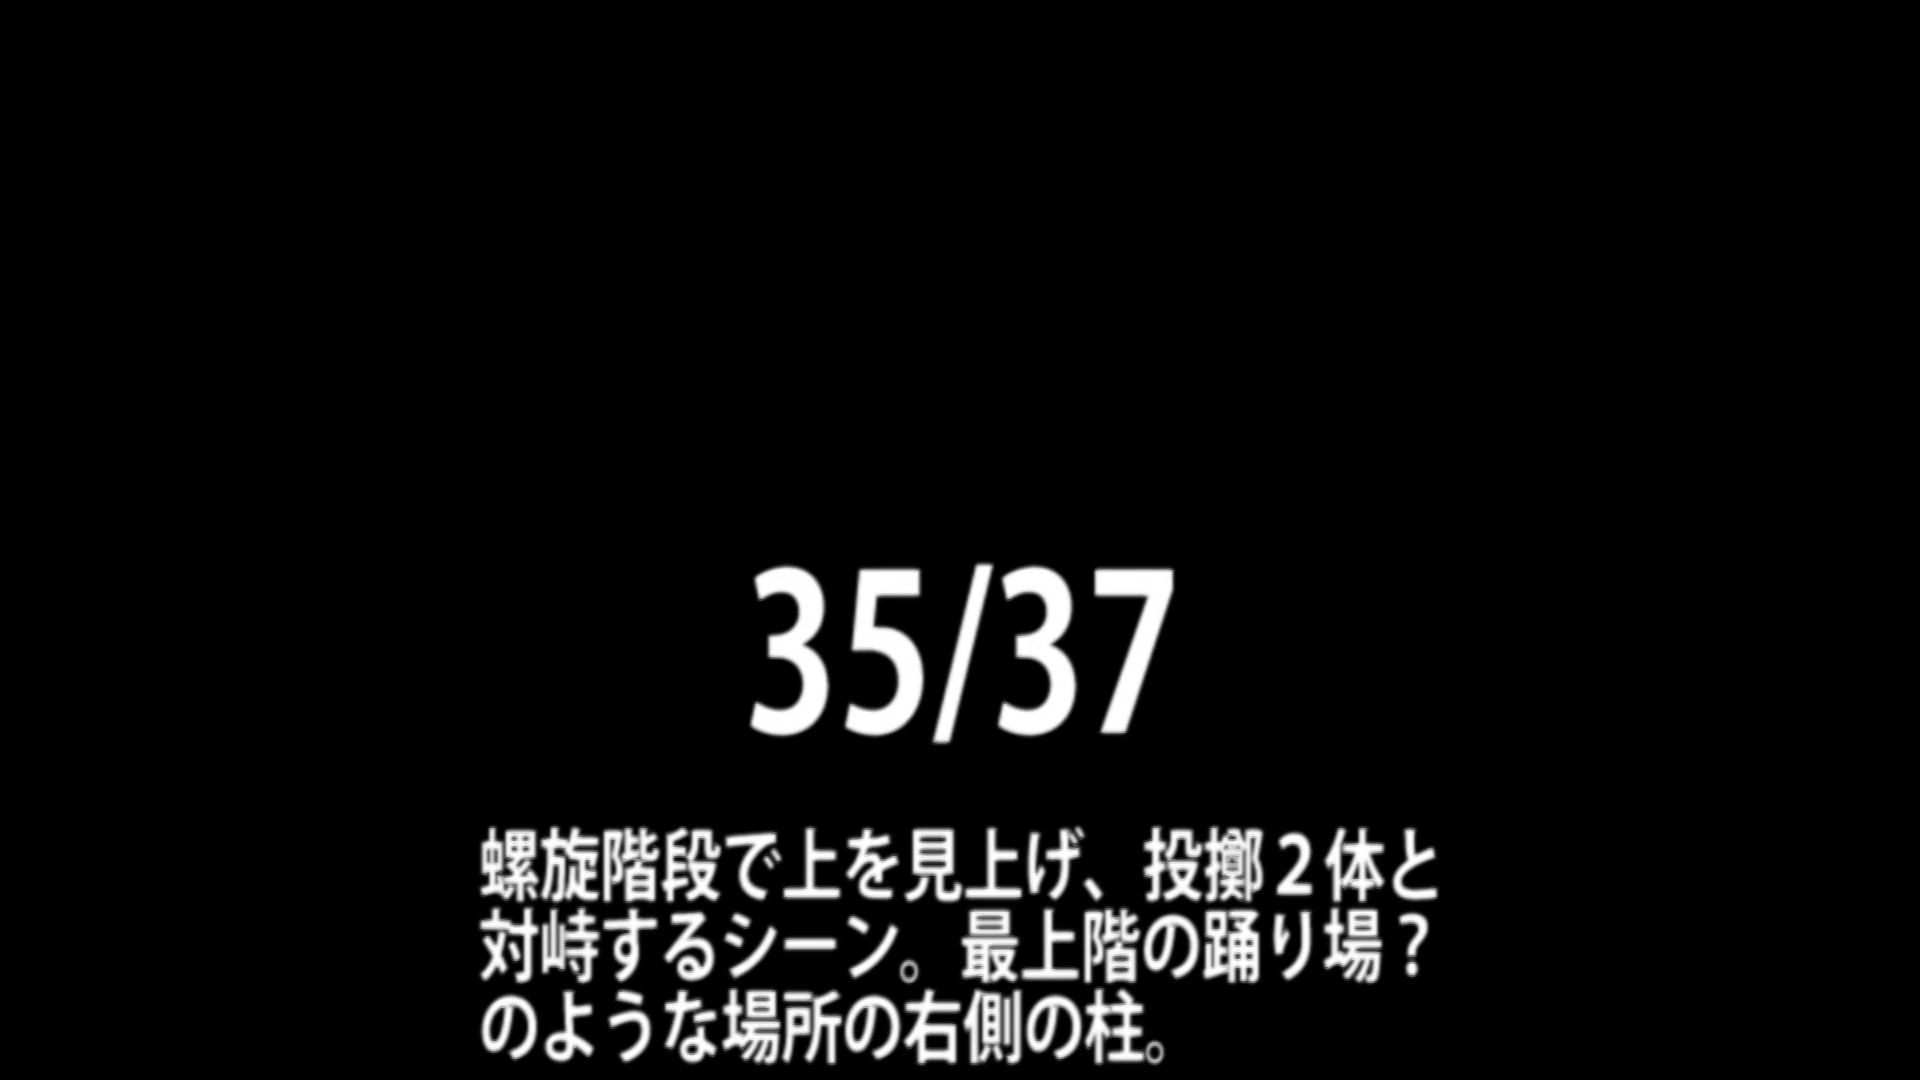 35/37
螺旋階段で上を見上げ、投擲２体と
対峙するシーン。最上階の踊り場？
のような場所の右側の柱。